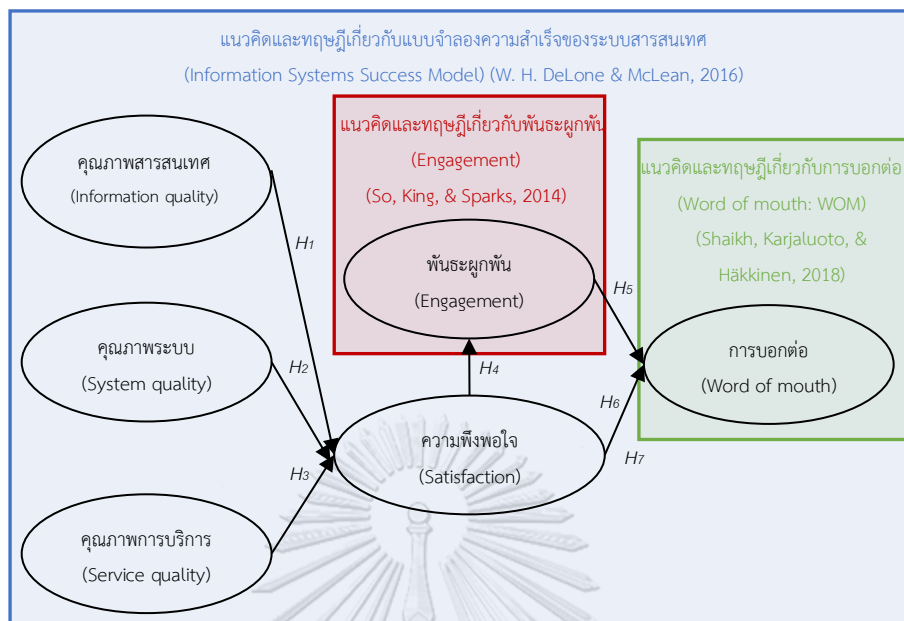 แนวคิดและทฤษฎีเกี่ยวกับแบบจำลองความสำเร็จของระบบสารสนเทศ
(Information Systems Success Model) (W. H. DeLone & McLean, 2016)
แนวคิดและทฤษฎีเกี่ยวกับพันธะผูกพัน
(Engagement)
(So, King, & Sparks, 2014)
แนวคิดและทฤษฎีเกี่ยวกับการบอกต่อ
(Word of mouth: WOM)
(Shaikh, Karjaluoto, &
Häkkinen, 2018)
คุณภาพสารสนเทศ
(Information quality)
H1
พันธะผูกพัน
(Engagement)
H5
คุณภาพระบบ
(System quality)
H2
H4
การบอกต่อ
(Word of mouth)
H6
ความพึงพอใจ
(Satisfaction)
H7
H3
คุณภาพการบริการ
(Service quality)